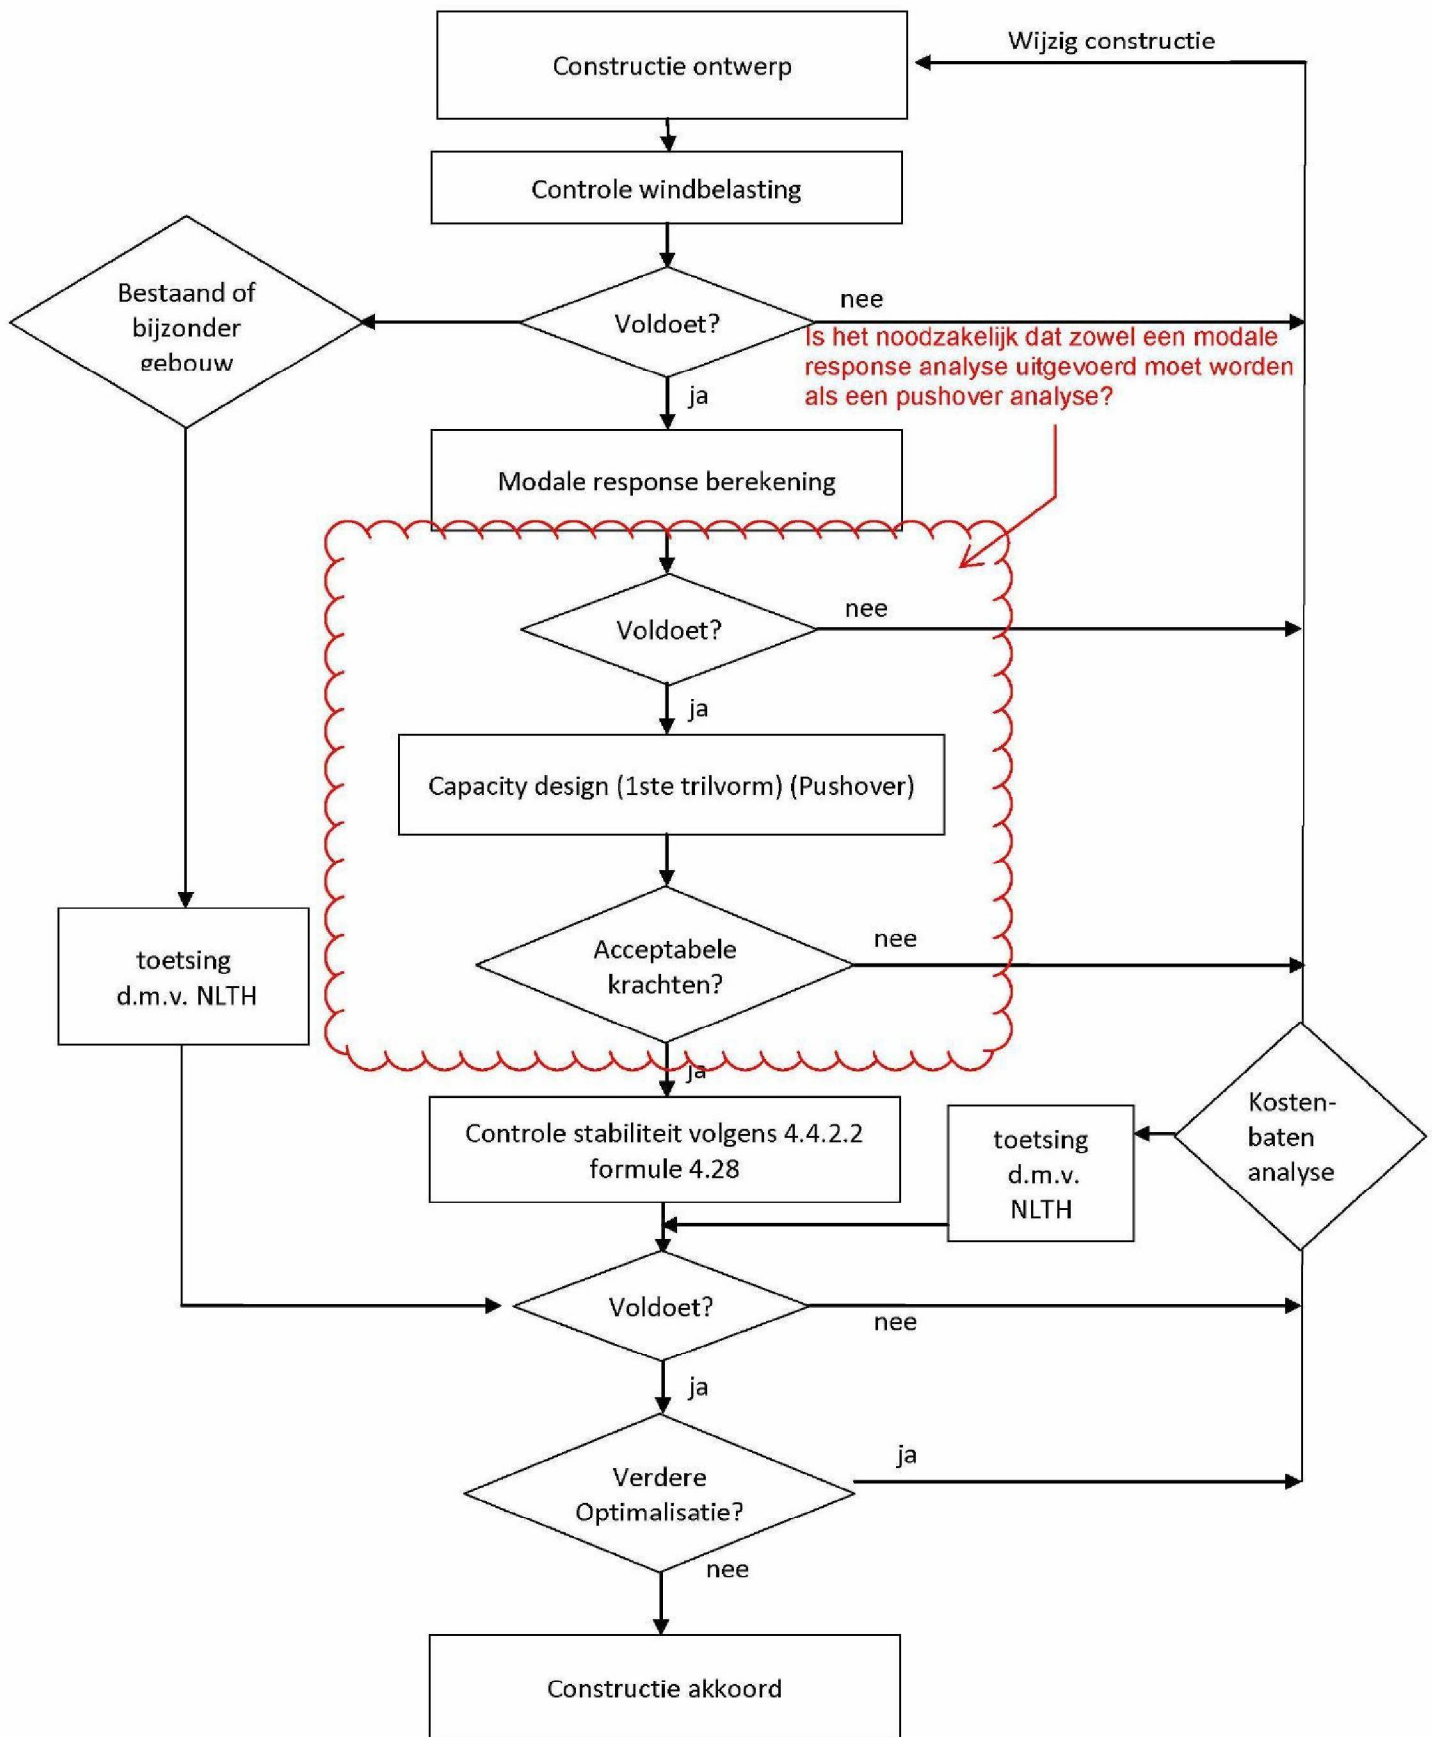 Wijzig constructie
Constructie ontwerp
Controle windbelasting
Bestaand of
bijzonder
gebouw
Voldoet?
nee
Is het noodzakelijk dat zowel een modale
response analyse uitgevoerd moet worden
als een pushover analyse?
ja
Modale response berekening
Voldoet?
nee
ja
Capacity design (1ste trilvorm) (Pushover)
Acceptabele
krachten?
nee
toetsing
d.m.v. NLTH
ja
Controle stabiliteit volgens 4.4.2.2
formule 4.28
toetsing
d.m.v.
NLTH
Kosten-
baten
analyse
Voldoet?
nee
ja
Verdere
Optimalisatie?
ja
nee
Constructie akkoord